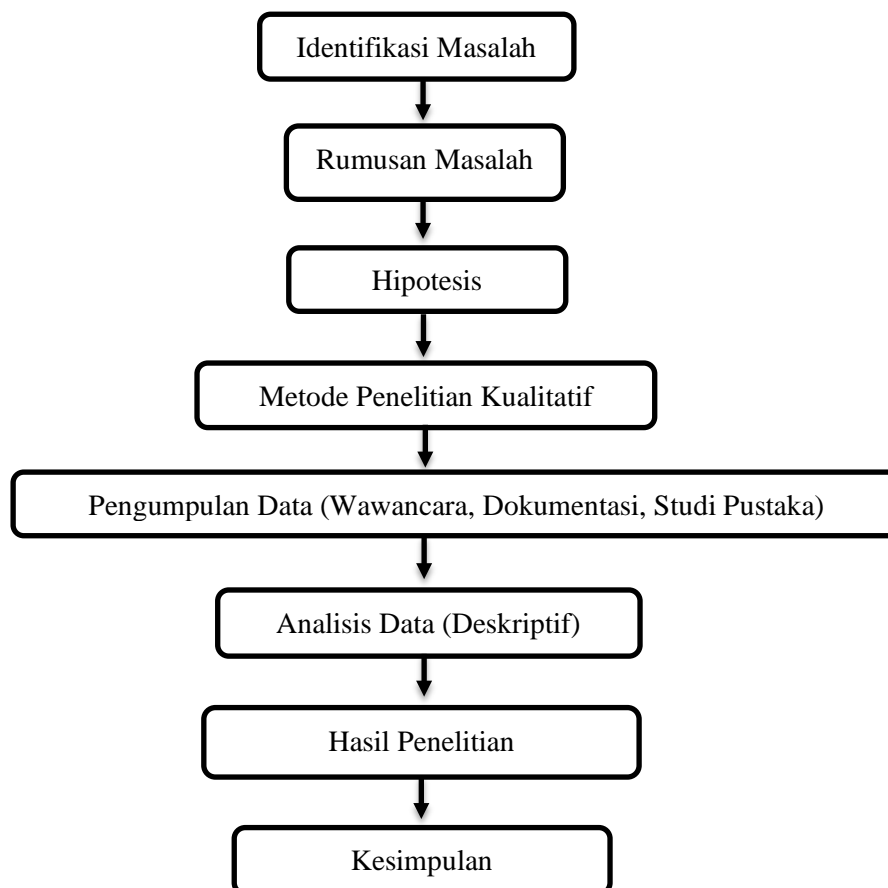 Identifikasi Masalah
Rumusan Masalah
Hipotesis
Metode Penelitian Kualitatif
Pengumpulan Data (Wawancara, Dokumentasi, Studi Pustaka)
Analisis Data (Deskriptif)
Hasil Penelitian
Kesimpulan